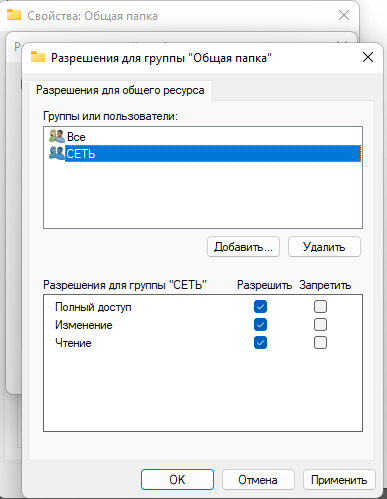 Свойства: Общая папка
Разрешения для группы "Общая папка"
Разрешения для общего ресурса
Группы или пользователи:
Все
СЕТЬ
Добавить...
Удалить
Разрешения для группы "СЕТЬ" Разрешить Запретить
Полный доступ
Изменение
Чтение
ОК
Отмена
Применить